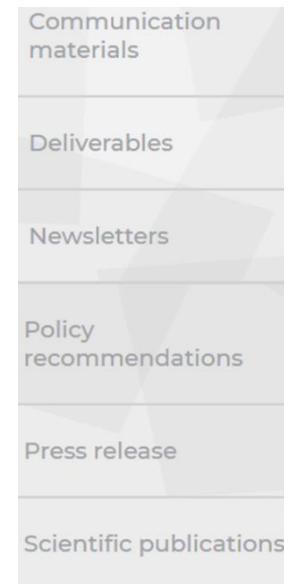 Communication
materials
Deliverables
Newsletters
Policy
recommendations
Press release
Scientific publications